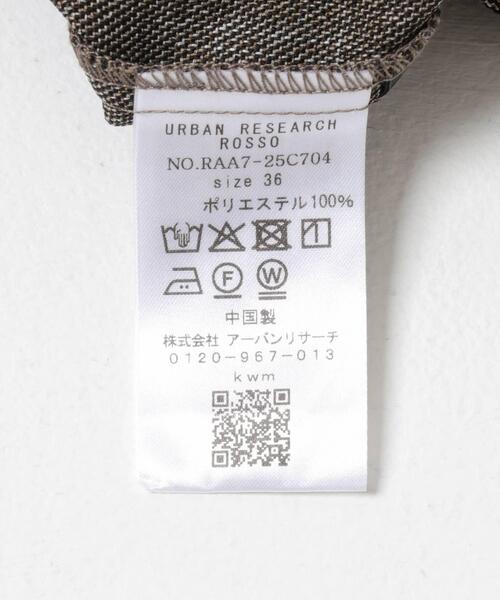 URBAN RESEARCH
ROSSO
NO.RAA7-25C704
size 36
ポリエステル100%
F W
中国製
株式会社 アーバンリサーチ
0120-967-013
kwm